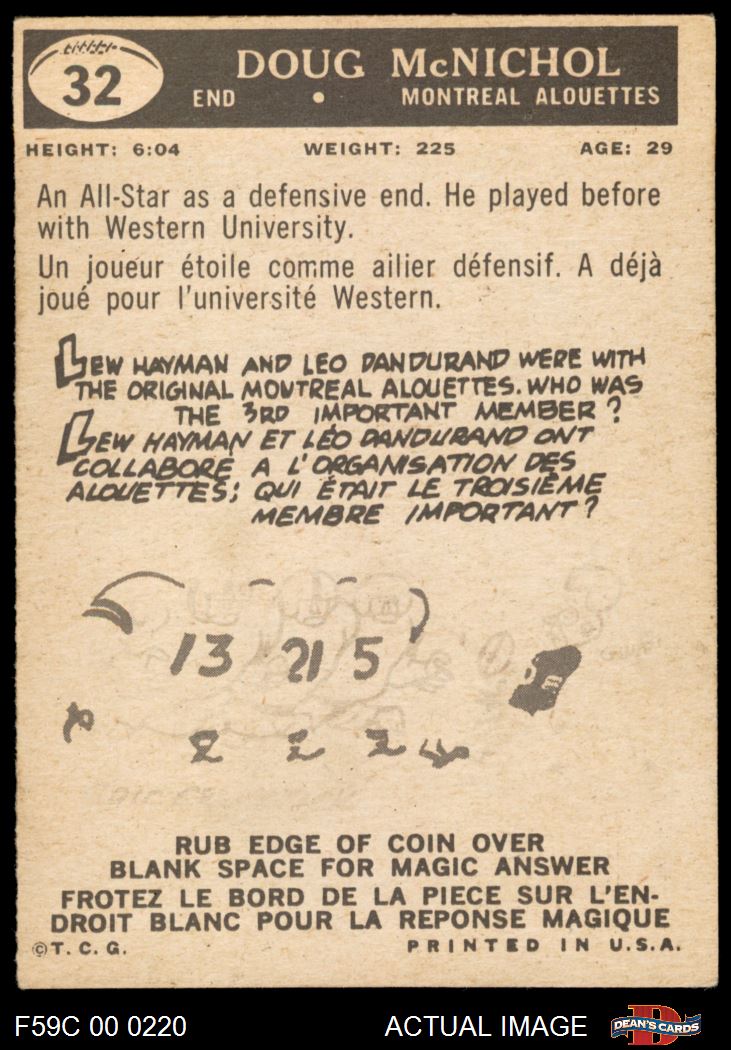 32
DOUG McNICHOL
END • MONTREAL ALOUETTES
HEIGHT: 6:04 WEIGHT: 225 AGE: 29
An All-Star as a defensive end. He played before
with Western University.
Un joueur étoile comme ailier défensif. A déjà
joué pour l'université Western.
LEW HAYMAN AND LEO DANDURAND WERE WITH
THE ORIGINAL MONTREAL ALOUETTES. WHO WAS
THE 3RD IMPORTANT MEMBER?
LEW HAYMAN ET LÉO DANDURAND ONT
COLLABORÉ A L'ORGANISATION DES
ALOUETTES; QUI ÉTAIT LE TROISIÈME
MEMBRE IMPORTANT?
13 21 5
2 2 2
RUB EDGE OF COIN OVER
BLANK SPACE FOR MAGIC ANSWER
FROTEZ LE BORD DE LA PIECE SUR L'EN-
DROIT BLANC POUR LA REPONSE MAGIQUE
©T. C. G. PRINTED IN U.S.A.
F59C 00 0220 ACTUAL IMAGE DEAN'S CARDS